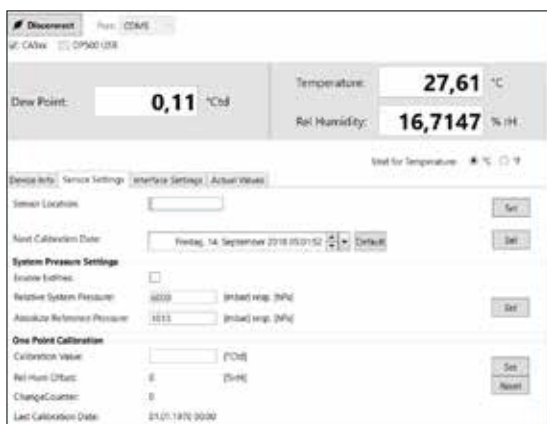 Disconnect Port: COM5
CASxx DP500 USB
Dew Point: 0,11 °Ctd
Temperature: 27,61 °C
Rel Humidity: 16,7147 % rH
Unit for Temperature: °C °F
Device Info Sensor Settings Interface Settings Actual Values
Sensor Location: Set
Next Calibration Date: Freitag, 14. September 2018 05:01:52 Default Set
System Pressure Settings
Enable Editfields:
Relative System Pressure: 6000 [mbar] resp. [hPa]
Absolute Reference Pressure: 1013 [mbar] resp. [hPa] Set
One Point Calibration
Calibration Value: [°Ctd] Set
Rel Hum Offset: 0 [%rH] Reset
ChangeCounter: 0
Last Calibration Date: 01.01.1970 00:00